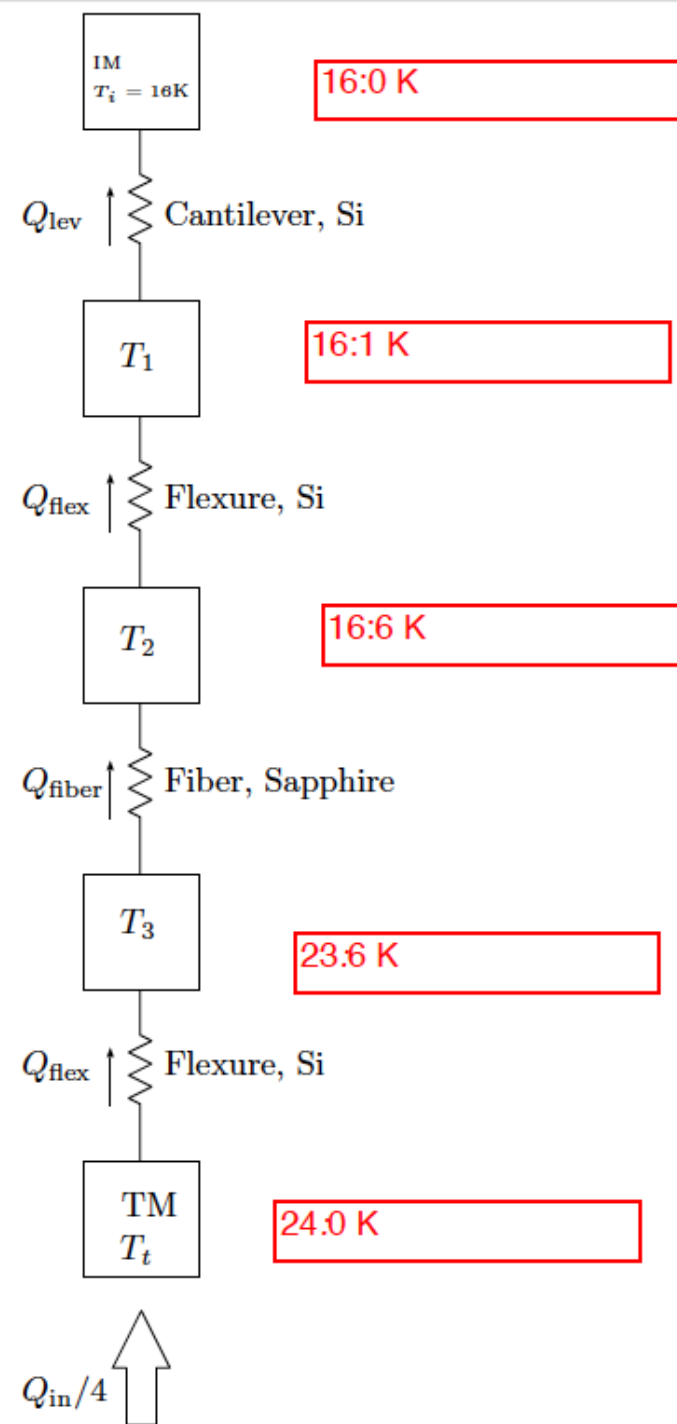 IM
T_i = 16K
16:0 K
Q_lev
Cantilever, Si
T_1
16:1 K
Q_flex
Flexure, Si
T_2
16:6 K
Q_fiber
Fiber, Sapphire
T_3
23.6 K
Q_flex
Flexure, Si
TM
T_t
24.0 K
Q_in/4